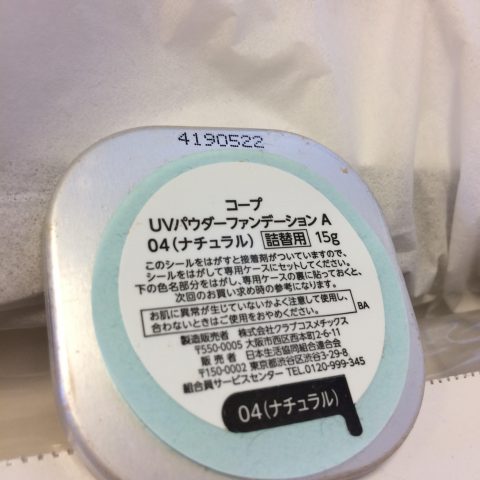 4190522
コープ
UVパウダーファンデーション A
04(ナチュラル) 詰替用 15g
このシールをはがすと接着剤がついていますので、
シールをはがして専用ケースにセットしてください。
下の色名部分をはがし、専用ケースの裏に貼っておくと、
次回のお買い求め時の参考になります。
お肌に異常が生じていないかよく注意して使用し、
合わないときはご使用をおやめください。
BA
製造販売者 株式会社クラブコスメチックス
〒550-0005 大阪市西区西本町2-6-11
販売者 日本生活協同組合連合会
〒150-0002 東京都渋谷区渋谷3-29-8
組合員サービスセンター TEL.0120-999-345
04(ナチュラル)